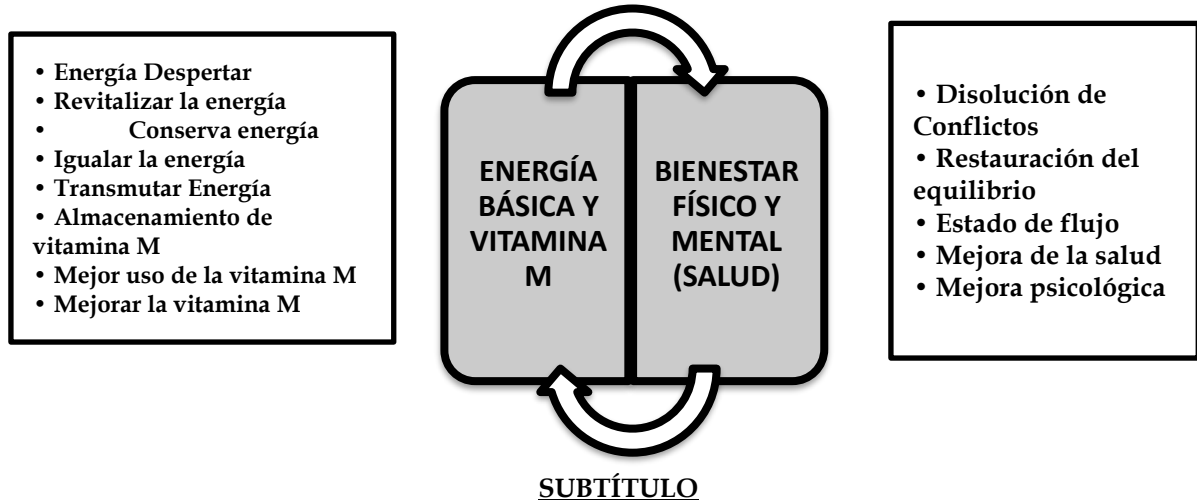 • Energía Despertar
• Revitalizar la energía
• Conserva energía
• Igualar la energía
• Transmutar Energía
• Almacenamiento de
vitamina M
• Mejor uso de la vitamina M
• Mejorar la vitamina M
ENERGÍA
BÁSICA Y
VITAMINA
M
BIENESTAR
FÍSICO Y
MENTAL
(SALUD)
• Disolución de
Conflictos
• Restauración del
equilibrio
• Estado de flujo
• Mejora de la salud
• Mejora psicológica
SUBTÍTULO